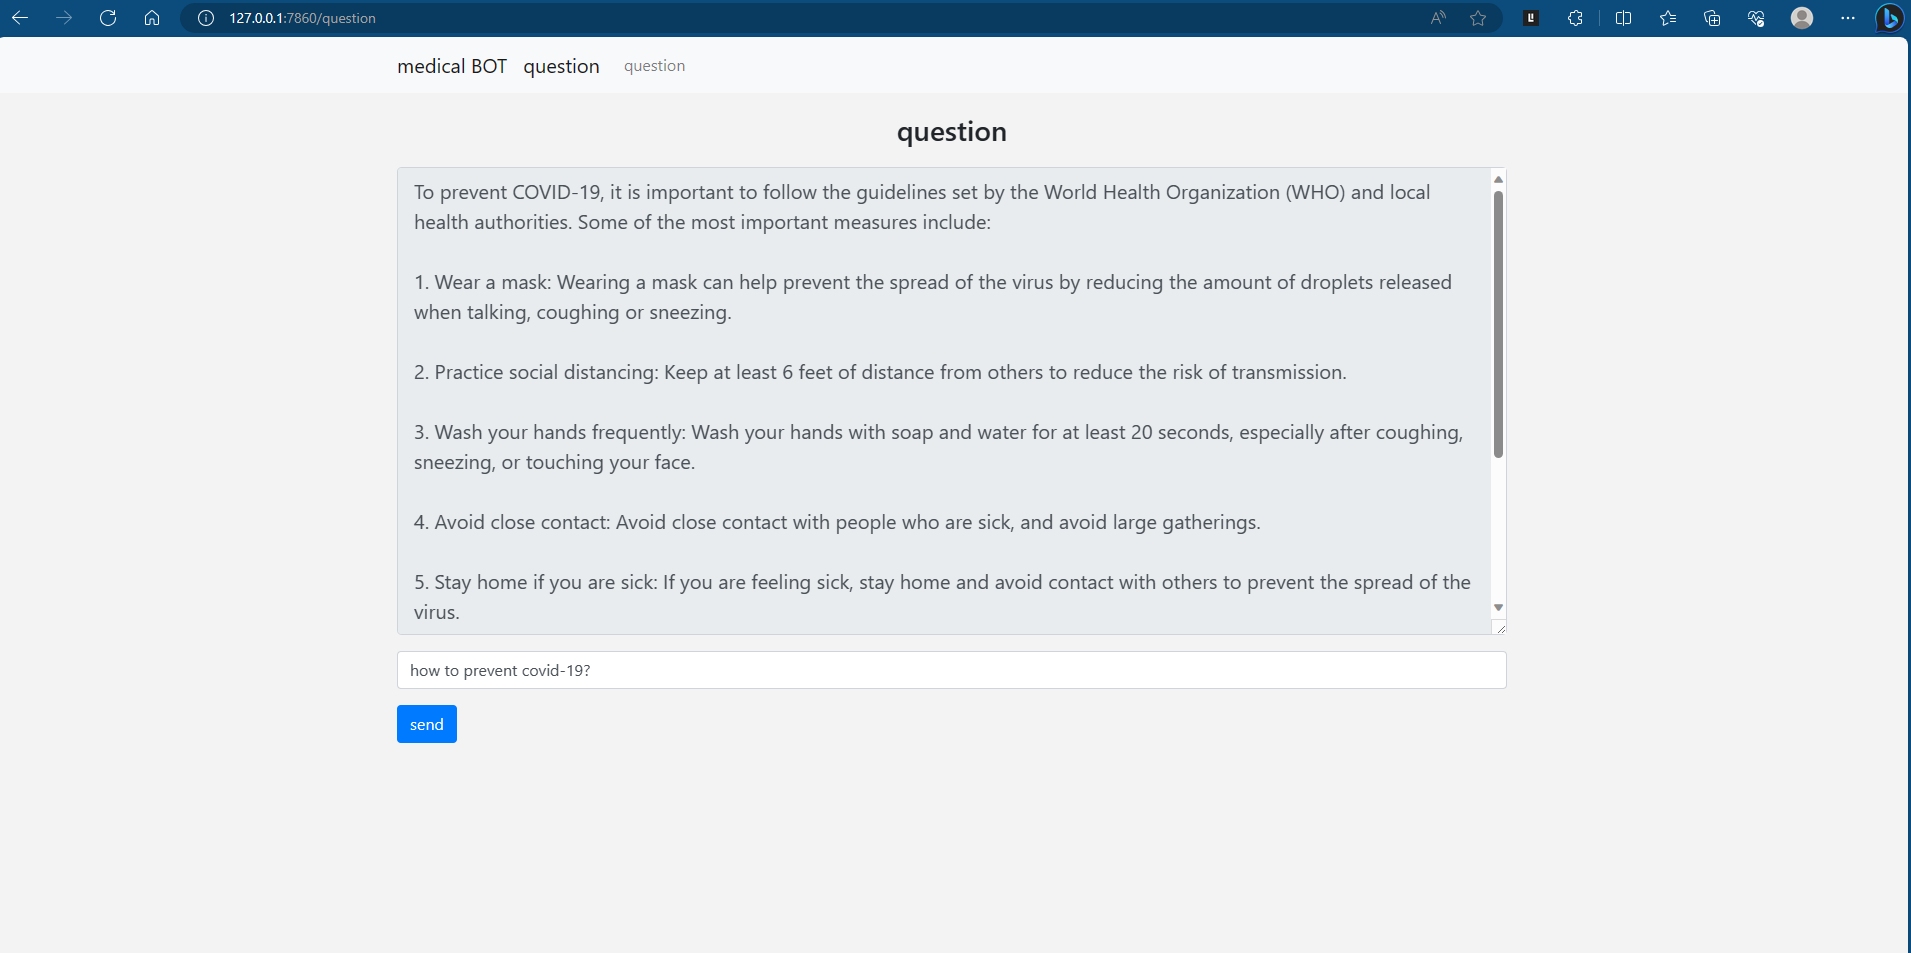 127.0.0.1:7860/question
medical BOT question question
question
To prevent COVID-19, it is important to follow the guidelines set by the World Health Organization (WHO) and local
health authorities. Some of the most important measures include:
1. Wear a mask: Wearing a mask can help prevent the spread of the virus by reducing the amount of droplets released
when talking, coughing or sneezing.
2. Practice social distancing: Keep at least 6 feet of distance from others to reduce the risk of transmission.
3. Wash your hands frequently: Wash your hands with soap and water for at least 20 seconds, especially after coughing,
sneezing, or touching your face.
4. Avoid close contact: Avoid close contact with people who are sick, and avoid large gatherings.
5. Stay home if you are sick: If you are feeling sick, stay home and avoid contact with others to prevent the spread of the
virus.
how to prevent covid-19?
send